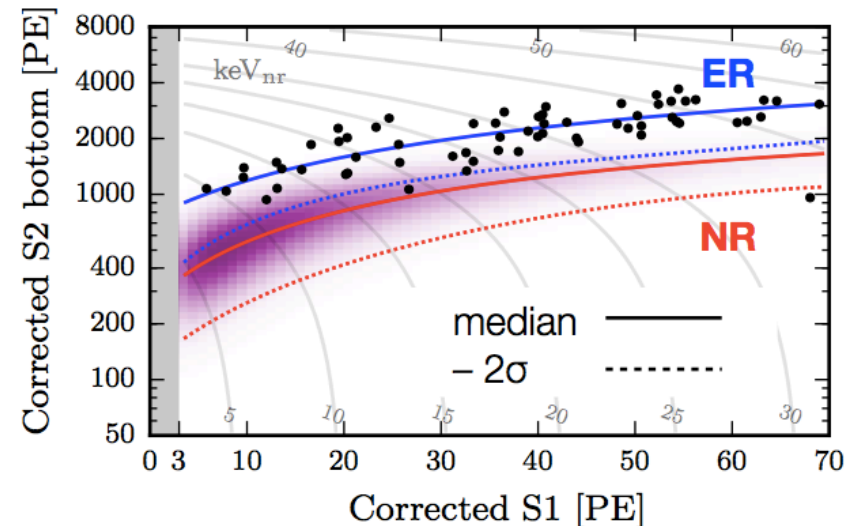 Corrected S2 bottom [PE]
8000
4000
2000
1000
400
200
100
50
keVnr
40
50
60
ER
NR
median
– 2σ
5
10
15
20
25
30
0 3 10 20 30 40 50 60 70
Corrected S1 [PE]